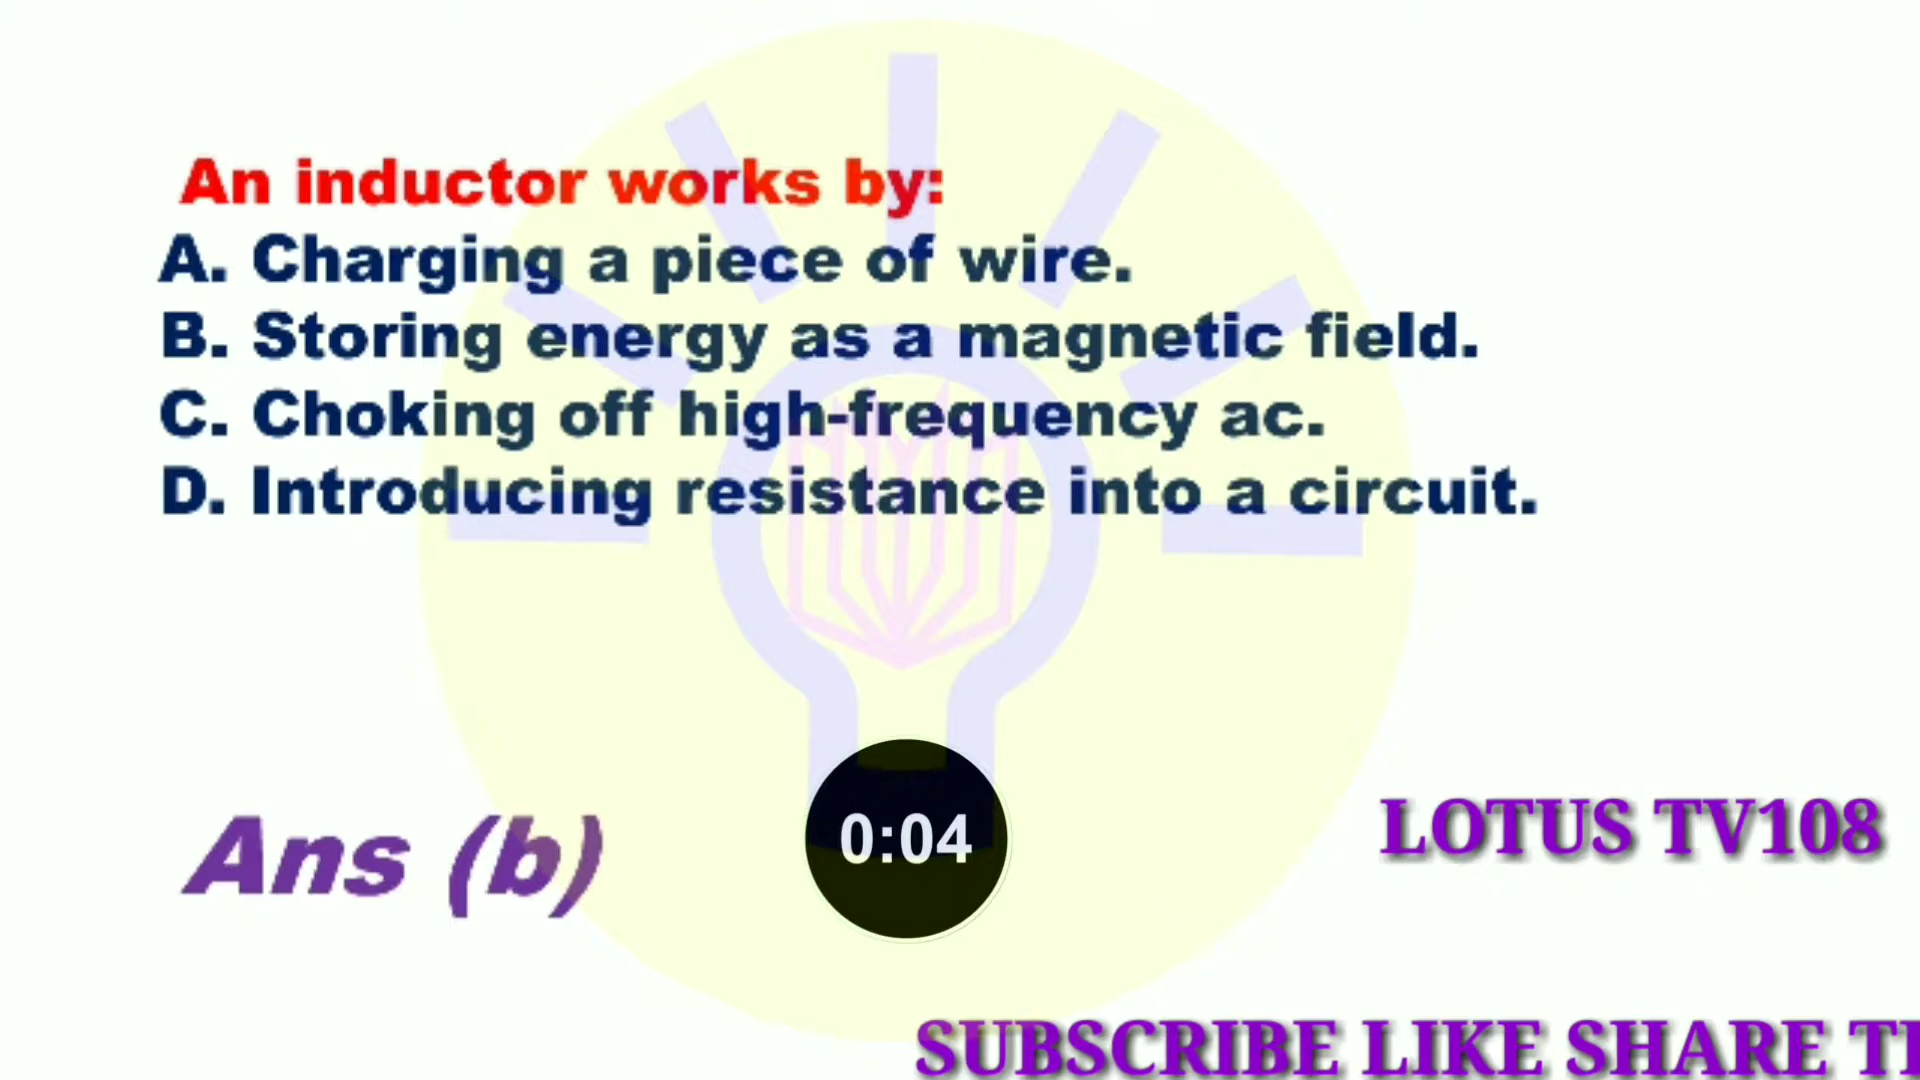 An inductor works by:
A. Charging a piece of wire.
B. Storing energy as a magnetic field.
C. Choking off high-frequency ac.
D. Introducing resistance into a circuit.
Ans (b)
0:04
LOTUS TV108
SUBSCRIBE LIKE SHARE